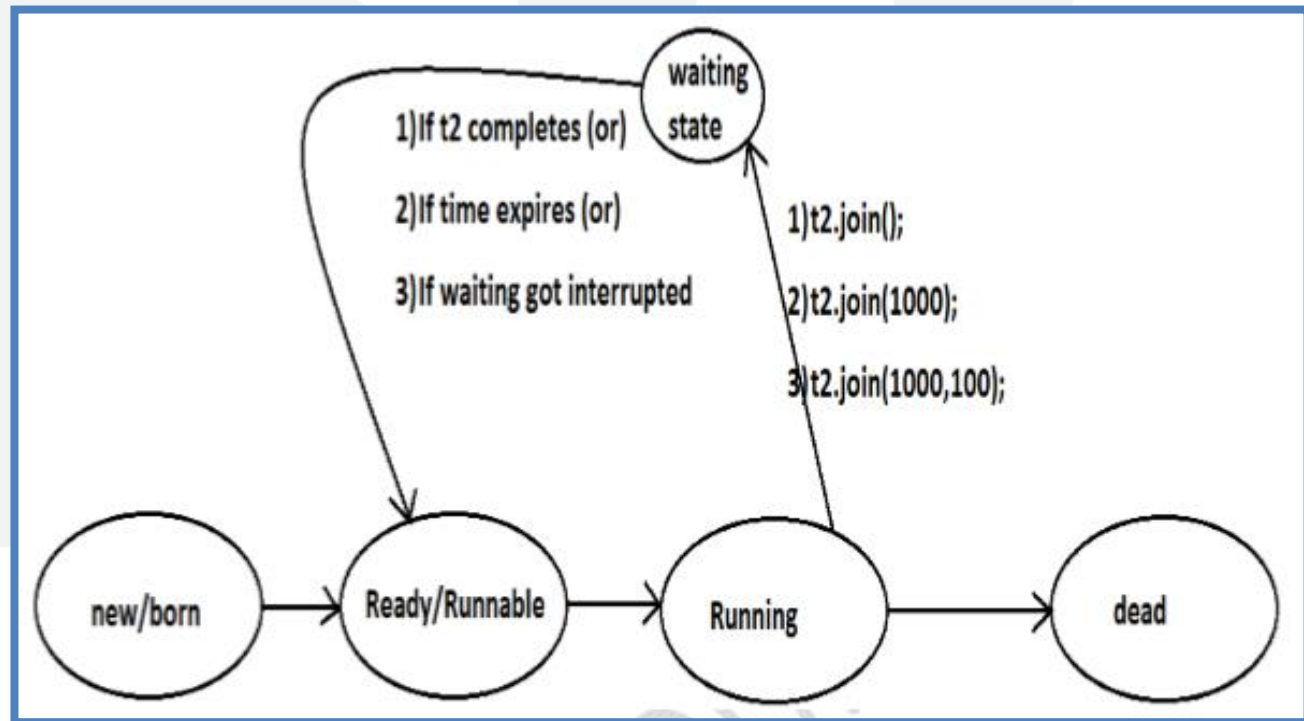 waiting
state
1)If t2 completes (or)
2)If time expires (or)
3)If waiting got interrupted
1)t2.join();
2)t2.join(1000);
3)t2.join(1000,100);
new/born
Ready/Runnable
Running
dead